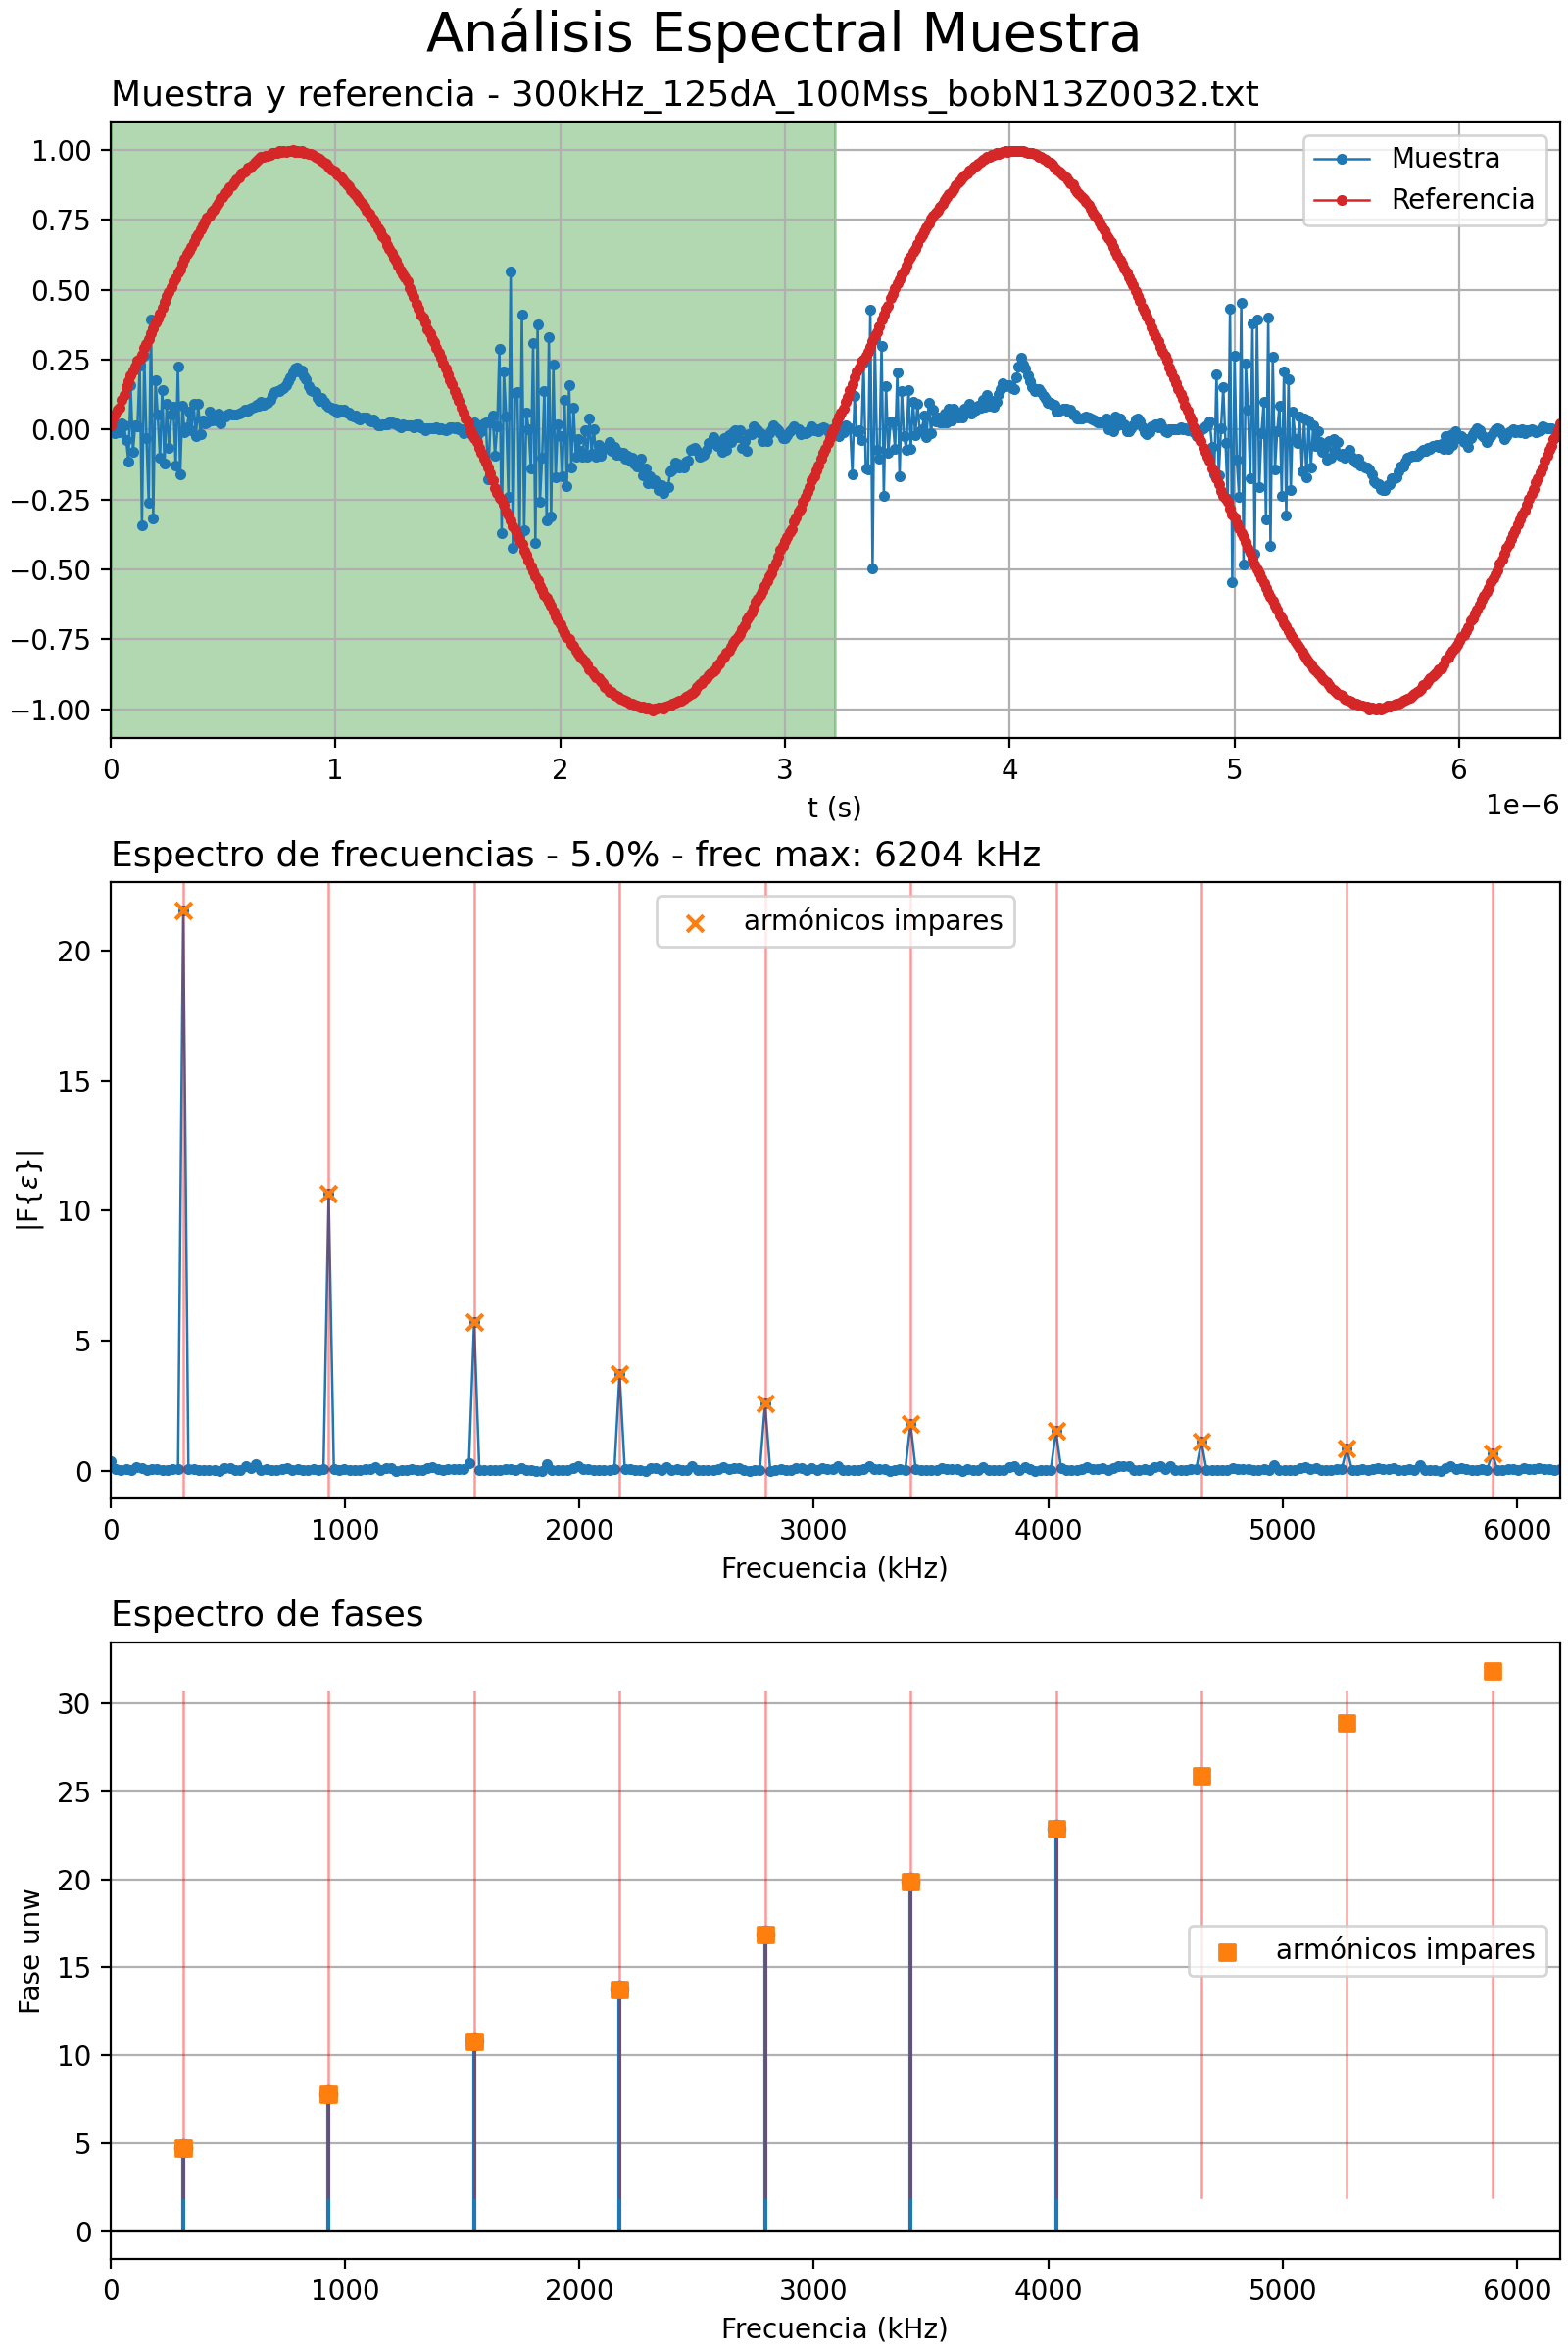 Análisis Espectral Muestra
Muestra y referencia - 300kHz_125dA_100Mss_bobN13Z0032.txt
1.00
0.75
0.50
0.25
0.00
−0.25
−0.50
−0.75
−1.00
Muestra
Referencia
0 1 2 3 4 5 6
t (s)
1e−6
Espectro de frecuencias - 5.0% - frec max: 6204 kHz
armónicos impares
20
15
10
5
0
|F{ε}|
0 1000 2000 3000 4000 5000 6000
Frecuencia (kHz)
Espectro de fases
30
25
20
15
10
5
0
Fase unw
armónicos impares
0 1000 2000 3000 4000 5000 6000
Frecuencia (kHz)